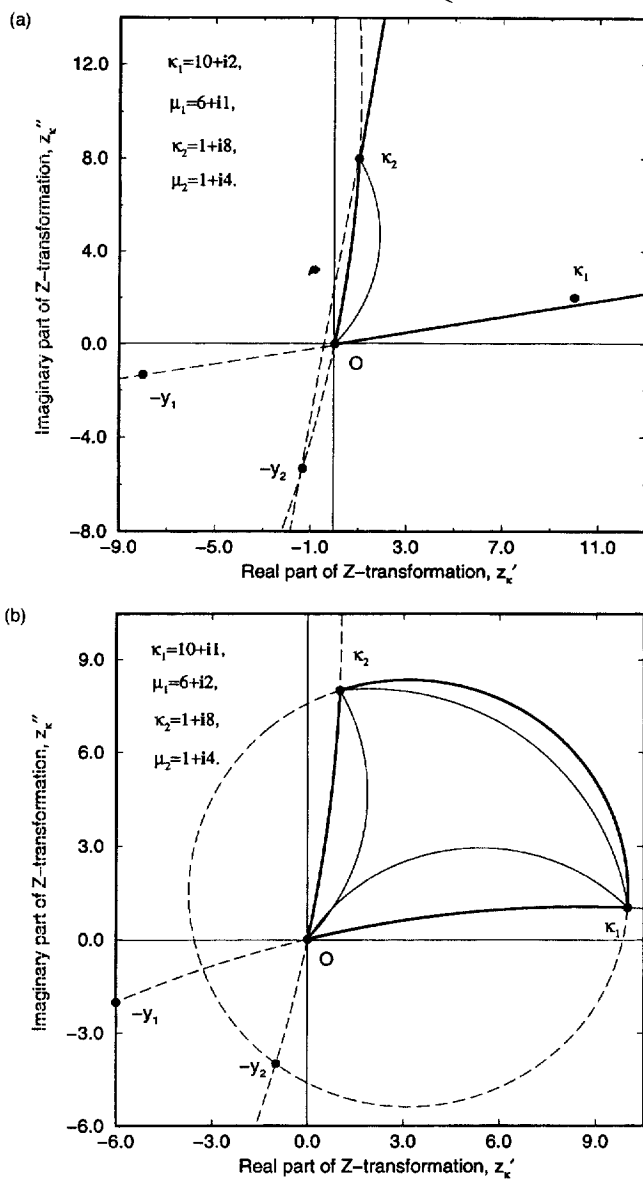 (a)
12.0
8.0
4.0
0.0
-4.0
-8.0
Imaginary part of Z-transformation, zκ″
κ1=10+i2,
μ1=6+i1,
κ2=1+i8,
μ2=1+i4.
κ2
κ1
O
-y1
-y2
-9.0 -5.0 -1.0 3.0 7.0 11.0
Real part of Z-transformation, zκ′
(b)
9.0
6.0
3.0
0.0
-3.0
-6.0
Imaginary part of Z-transformation, zκ″
κ1=10+i1,
μ1=6+i2,
κ2=1+i8,
μ2=1+i4.
κ2
κ1
O
-y1
-y2
-6.0 -3.0 0.0 3.0 6.0 9.0
Real part of Z-transformation, zκ′